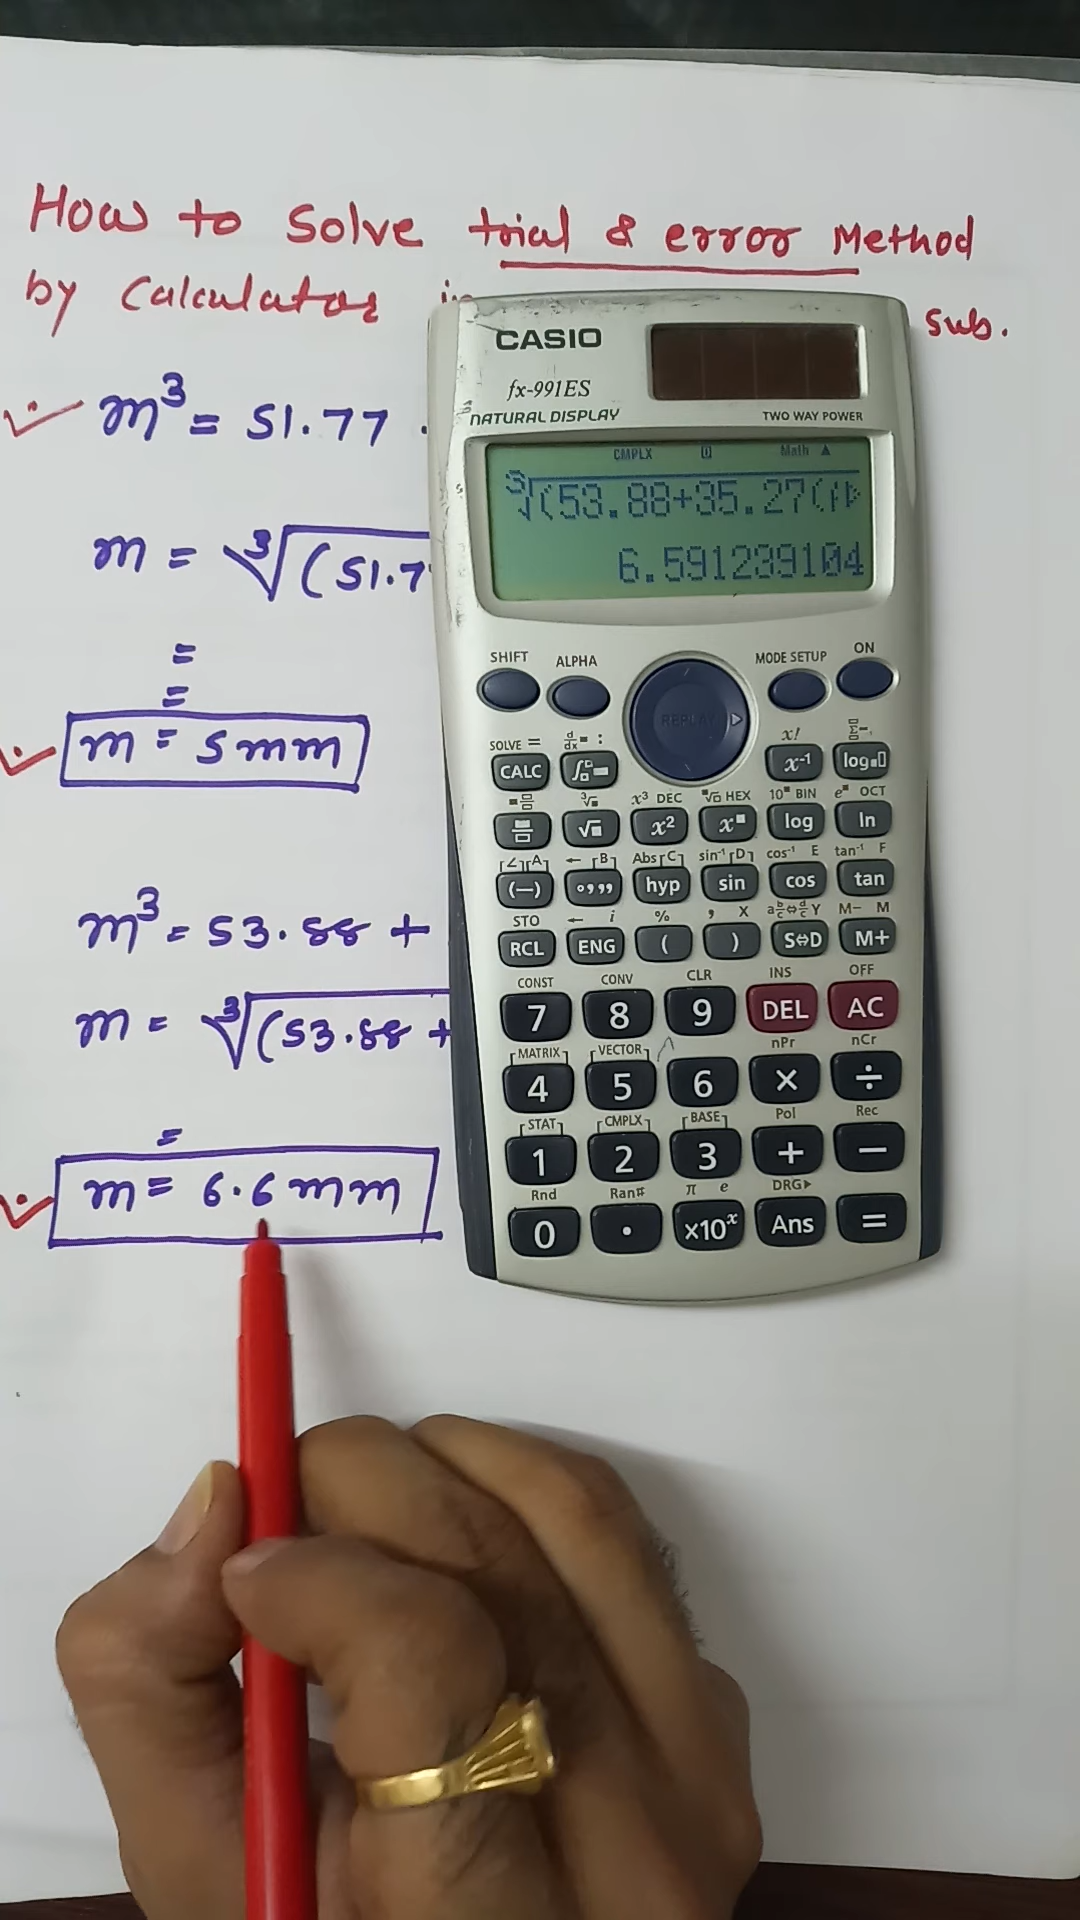 How to Solve trial & error Method
by Calculator in sub.
m³ = 51.77
m = ∛(51.7
=
=
m = 5mm
m³ = 53.88 +
m = ∛(53.88 +
=
m = 6.6mm
CASIO
fx-991ES
NATURAL DISPLAY TWO WAY POWER
CMPLX D Math ▲
∛(53.88+35.27(
6.591239104
SHIFT ALPHA MODE SETUP ON
REPLAY
SOLVE = d/dx : x! Σ
CALC ∫ x⁻¹ log
∛ x³ DEC √ HEX 10 BIN e OCT
√ x² x log ln
∠ A ← B Abs C sin⁻¹ D cos⁻¹ E tan⁻¹ F
(−) °,,, hyp sin cos tan
STO ← i % , X a b/c⇔d/c Y M− M
RCL ENG ( ) S⇔D M+
CONST CONV CLR INS OFF
7 8 9 DEL AC
MATRIX VECTOR nPr nCr
4 5 6 × ÷
STAT CMPLX BASE Pol Rec
1 2 3 + −
Rnd Ran# π e DRG▶
0 . ×10ˣ Ans =